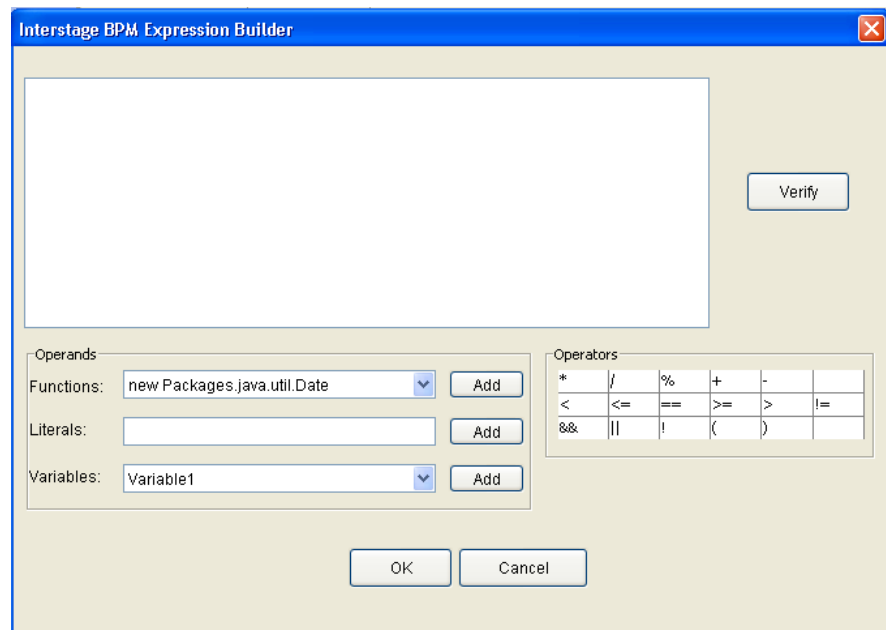 Interstage BPM Expression Builder
Verify
Operands
Functions: new Packages.java.util.Date Add
Literals: Add
Variables: Variable1 Add
Operators
* / % + -
< <= == >= > !=
&& || ! ( )
OK Cancel